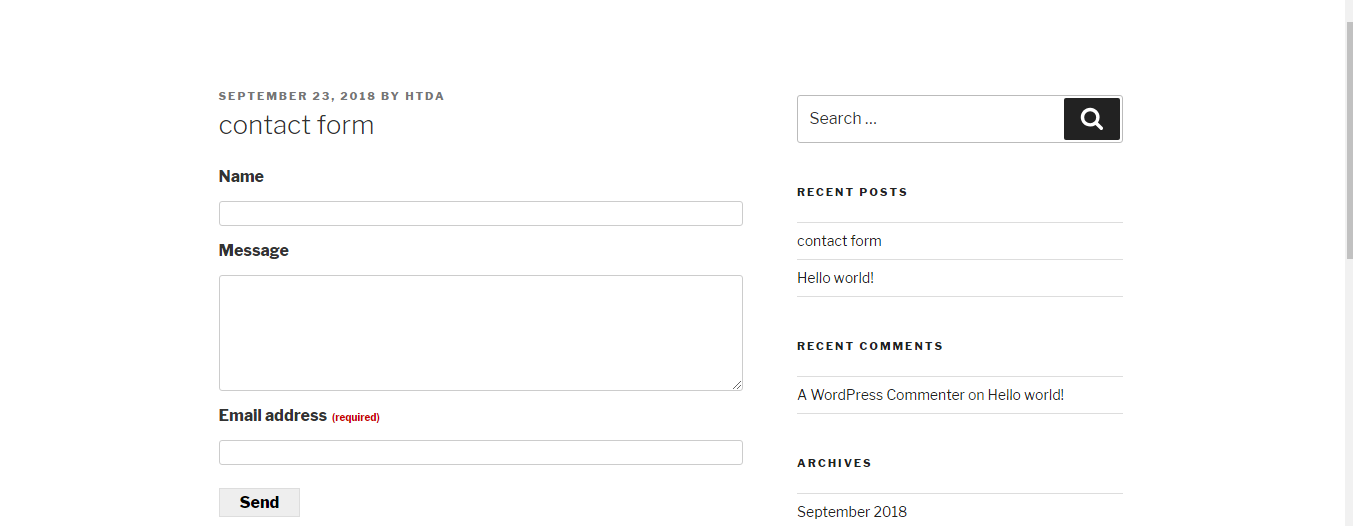 SEPTEMBER 23, 2018 BY HTDA
contact form
Name
Message
Email address (required)
Send
Search …
RECENT POSTS
contact form
Hello world!
RECENT COMMENTS
A WordPress Commenter on Hello world!
ARCHIVES
September 2018